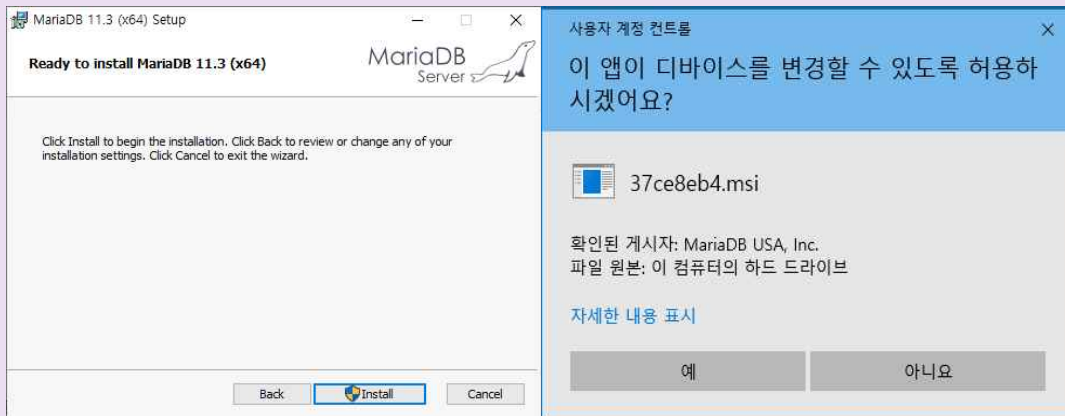 MariaDB 11.3 (x64) Setup
Ready to install MariaDB 11.3 (x64)
MariaDB
Server
Click Install to begin the installation. Click Back to review or change any of your
installation settings. Click Cancel to exit the wizard.
Back
Install
Cancel
사용자 계정 컨트롤
이 앱이 디바이스를 변경할 수 있도록 허용하
시겠어요?
37ce8eb4.msi
확인된 게시자: MariaDB USA, Inc.
파일 원본: 이 컴퓨터의 하드 드라이브
자세한 내용 표시
예
아니요